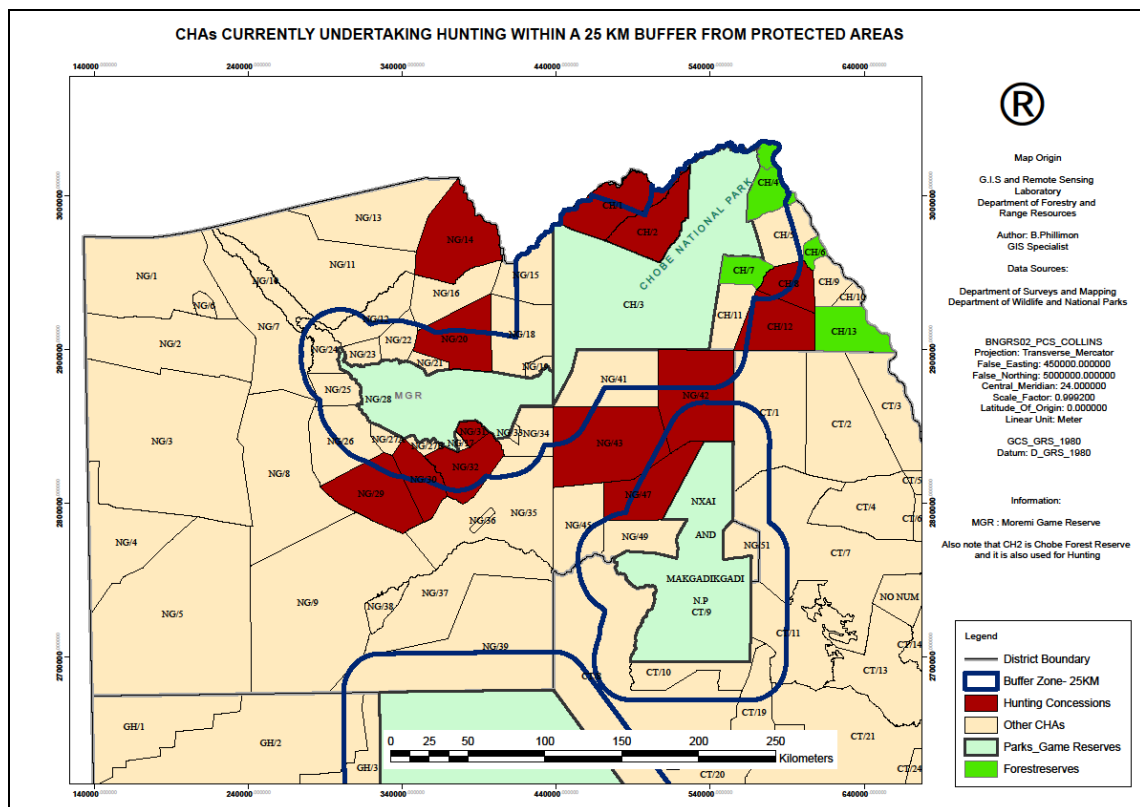 CHAs CURRENTLY UNDERTAKING HUNTING WITHIN A 25 KM BUFFER FROM PROTECTED AREAS
140000 240000 340000 440000 540000 640000
3000000
2900000
2800000
2700000
3000000
2900000
2800000
2700000
NG/13
NG/14
NG/11
NG/15
NG/1
NG/16
NG/6
NG/7
NG/12
NG/2
NG/22
NG/20
NG/18
NG/24
NG/23
NG/21
NG/25
NG/28
MGR
NG/41
NG/42
NG/26
NG/34
NG/43
NG/3
NG/8
NG/32
NG/29
NG/30
NG/47
NG/36
NG/35
NG/45
NG/49
NG/51
NG/4
NG/5
NG/9
NG/38
NG/37
NG/39
CH/1
CH/2
CHOBE NATIONAL PARK
CH/3
CH/4
CH/5
CH/6
CH/7
CH/8
CH/9
CH/10
CH/11
CH/12
CH/13
CT/1
CT/2
CT/3
CT/4
CT/5
CT/6
CT/7
NXAI
AND
MAKGADIKGADI
N.P
CT/9
NO NUM
CT/11
CT/14
CT/13
CT/10
CT/19
CT/21
CT/20
CT/24
GH/1
GH/2
GH/3
0 25 50 100 150 200 250
Kilometers
140000 240000 340000 440000 540000 640000
®
Map Origin
G.I.S and Remote Sensing
Laboratory
Department of Forestry and
Range Resources
Author: B.Phillimon
GIS Specialist
Data Sources:
Department of Surveys and Mapping
Department of Wildlife and National Parks
BNGRS02_PCS_COLLINS
Projection: Transverse_Mercator
False_Easting: 450000.000000
False_Northing: 5000000.000000
Central_Meridian: 24.000000
Scale_Factor: 0.999200
Latitude_Of_Origin: 0.000000
Linear Unit: Meter
GCS_GRS_1980
Datum: D_GRS_1980
Information:
MGR : Moremi Game Reserve
Also note that CH2 is Chobe Forest Reserve
and it is also used for Hunting
Legend
District Boundary
Buffer Zone- 25KM
Hunting Concessions
Other CHAs
Parks_Game Reserves
Forestreserves